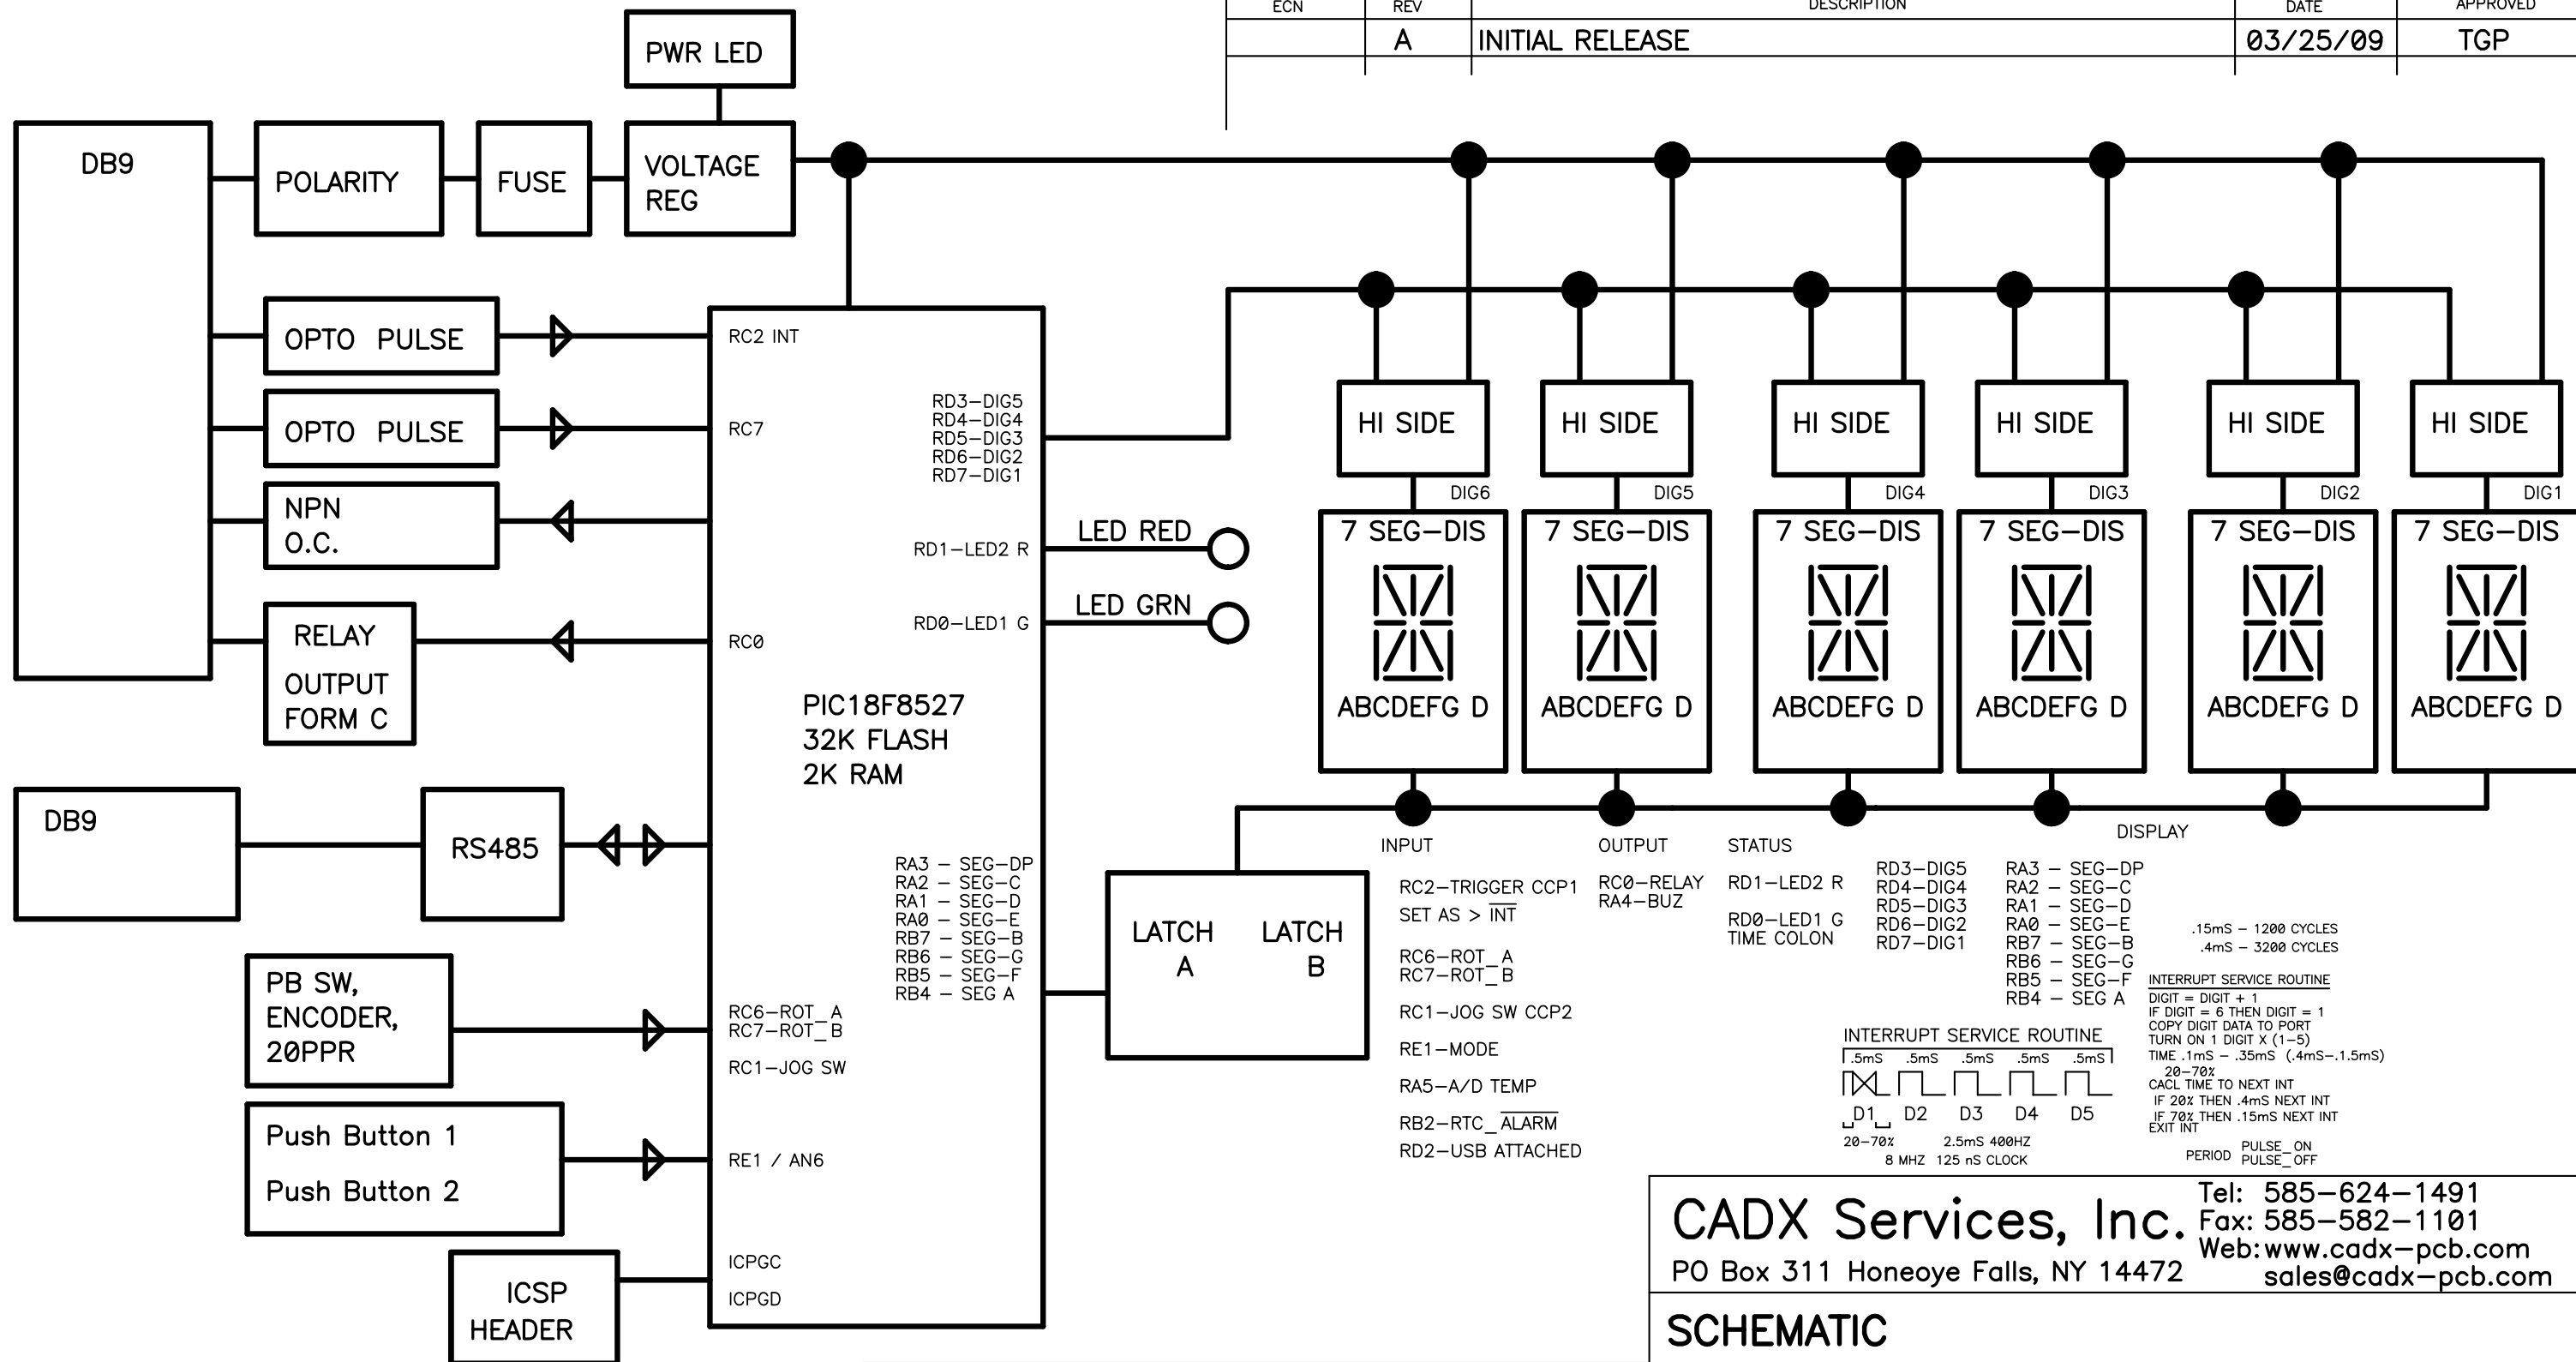 ECN REV DESCRIPTION DATE APPROVED
A INITIAL RELEASE 03/25/09 TGP
PWR LED
DB9
POLARITY
FUSE
VOLTAGE
REG
OPTO PULSE
RC2 INT
OPTO PULSE
RC7
NPN
O.C.
RELAY
OUTPUT
FORM C
RC0
RD3-DIG5
RD4-DIG4
RD5-DIG3
RD6-DIG2
RD7-DIG1
RD1-LED2 R
LED RED
RD0-LED1 G
LED GRN
PIC18F8527
32K FLASH
2K RAM
HI SIDE
HI SIDE
HI SIDE
HI SIDE
HI SIDE
HI SIDE
DIG6
DIG5
DIG4
DIG3
DIG2
DIG1
7 SEG-DIS
7 SEG-DIS
7 SEG-DIS
7 SEG-DIS
7 SEG-DIS
7 SEG-DIS
ABCDEFG D
ABCDEFG D
ABCDEFG D
ABCDEFG D
ABCDEFG D
ABCDEFG D
DB9
RS485
RA3 - SEG-DP
RA2 - SEG-C
RA1 - SEG-D
RA0 - SEG-E
RB7 - SEG-B
RB6 - SEG-G
RB5 - SEG-F
RB4 - SEG A
LATCH
A
LATCH
B
PB SW,
ENCODER,
20PPR
RC6-ROT_A
RC7-ROT_B
RC1-JOG SW
Push Button 1
Push Button 2
RE1 / AN6
ICSP
HEADER
ICPGC
ICPGD
INPUT
RC2-TRIGGER CCP1
SET AS > INT
RC6-ROT_A
RC7-ROT_B
RC1-JOG SW CCP2
RE1-MODE
RA5-A/D TEMP
RB2-RTC_ALARM
RD2-USB ATTACHED
OUTPUT
RC0-RELAY
RA4-BUZ
STATUS
RD1-LED2 R
RD0-LED1 G
TIME COLON
DISPLAY
RD3-DIG5
RD4-DIG4
RD5-DIG3
RD6-DIG2
RD7-DIG1
RA3 - SEG-DP
RA2 - SEG-C
RA1 - SEG-D
RA0 - SEG-E
RB7 - SEG-B
RB6 - SEG-G
RB5 - SEG-F
RB4 - SEG A
.15mS - 1200 CYCLES
.4mS - 3200 CYCLES
INTERRUPT SERVICE ROUTINE
DIGIT = DIGIT + 1
IF DIGIT = 6 THEN DIGIT = 1
COPY DIGIT DATA TO PORT
TURN ON 1 DIGIT X (1-5)
TIME .1mS - .35mS (.4mS-.1.5mS)
20-70%
CACL TIME TO NEXT INT
IF 20% THEN .4mS NEXT INT
IF 70% THEN .15mS NEXT INT
EXIT INT
PERIOD
PULSE_ON
PULSE_OFF
INTERRUPT SERVICE ROUTINE
.5mS .5mS .5mS .5mS .5mS
D1 D2 D3 D4 D5
20-70% 2.5mS 400HZ
8 MHZ 125 nS CLOCK
CADX Services, Inc.
PO Box 311 Honeoye Falls, NY 14472
Tel: 585-624-1491
Fax: 585-582-1101
Web: www.cadx-pcb.com
sales@cadx-pcb.com
SCHEMATIC